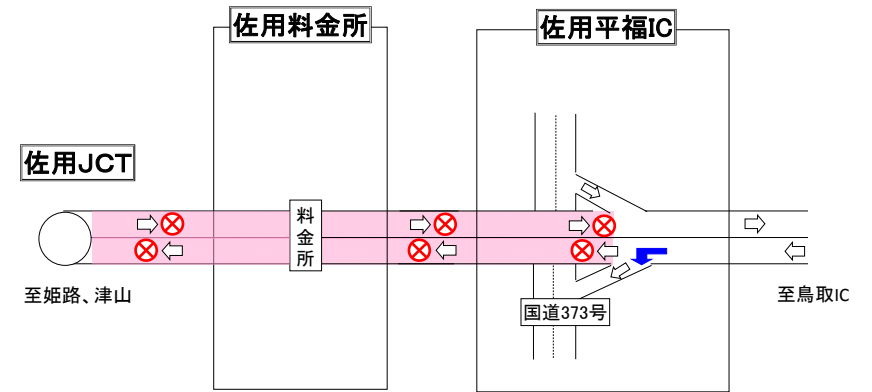 佐用料金所
佐用平福IC
佐用JCT
料
金
所
至姫路、津山
至鳥取IC
国道373号